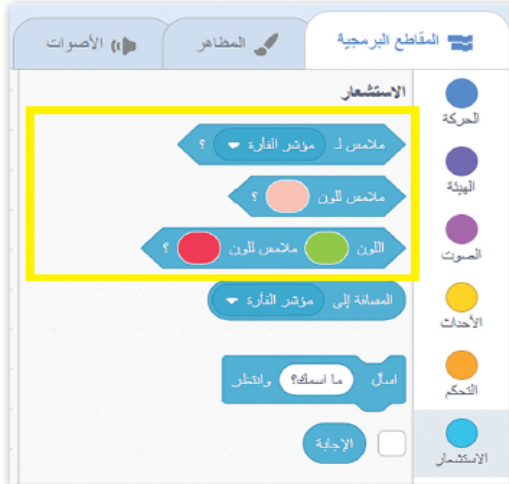 المقاطع البرمجية
المظاهر
الأصوات
الاستشعار
ملامس لـ مؤشر الفأرة ؟
ملامس للون ؟
اللون ملامس للون ؟
المسافة إلى مؤشر الفأرة
اسأل ما اسمك؟ وانتظر
الإجابة
الحركة
الهيئة
الصوت
الأحداث
التحكم
الاستشعار